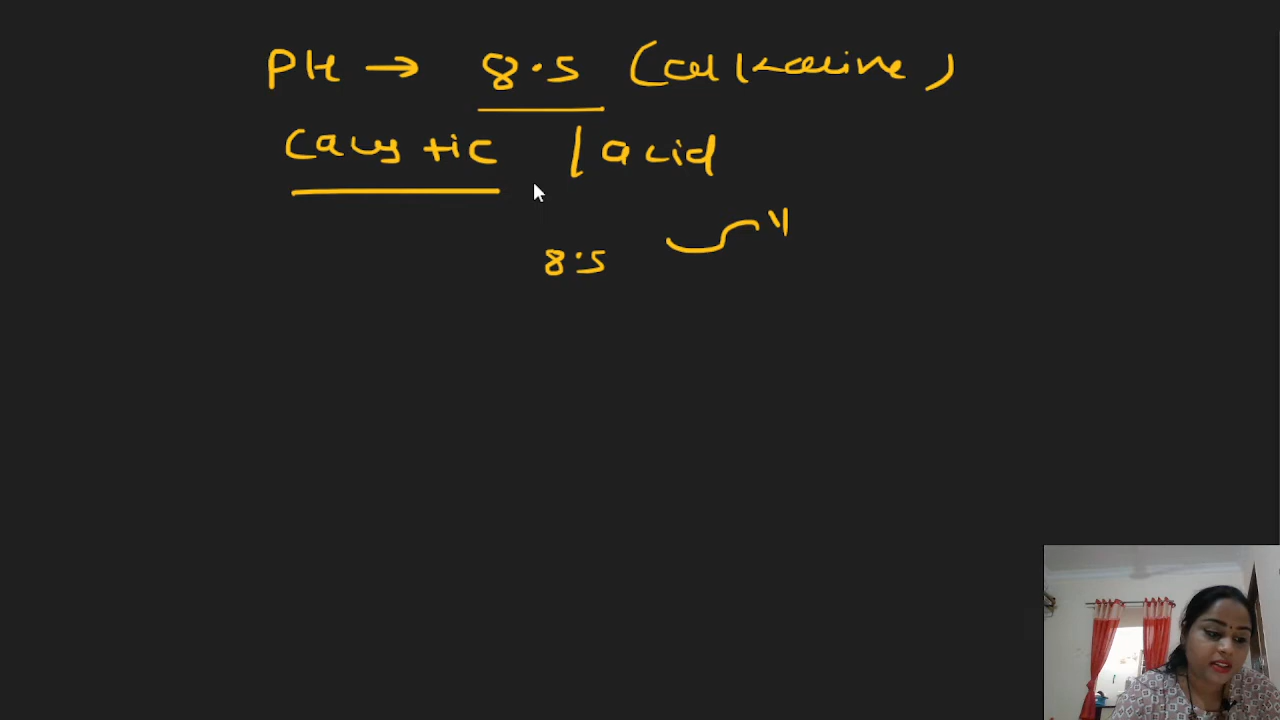 PH → 8.5 (alkaline)
caustic / acid
8.5